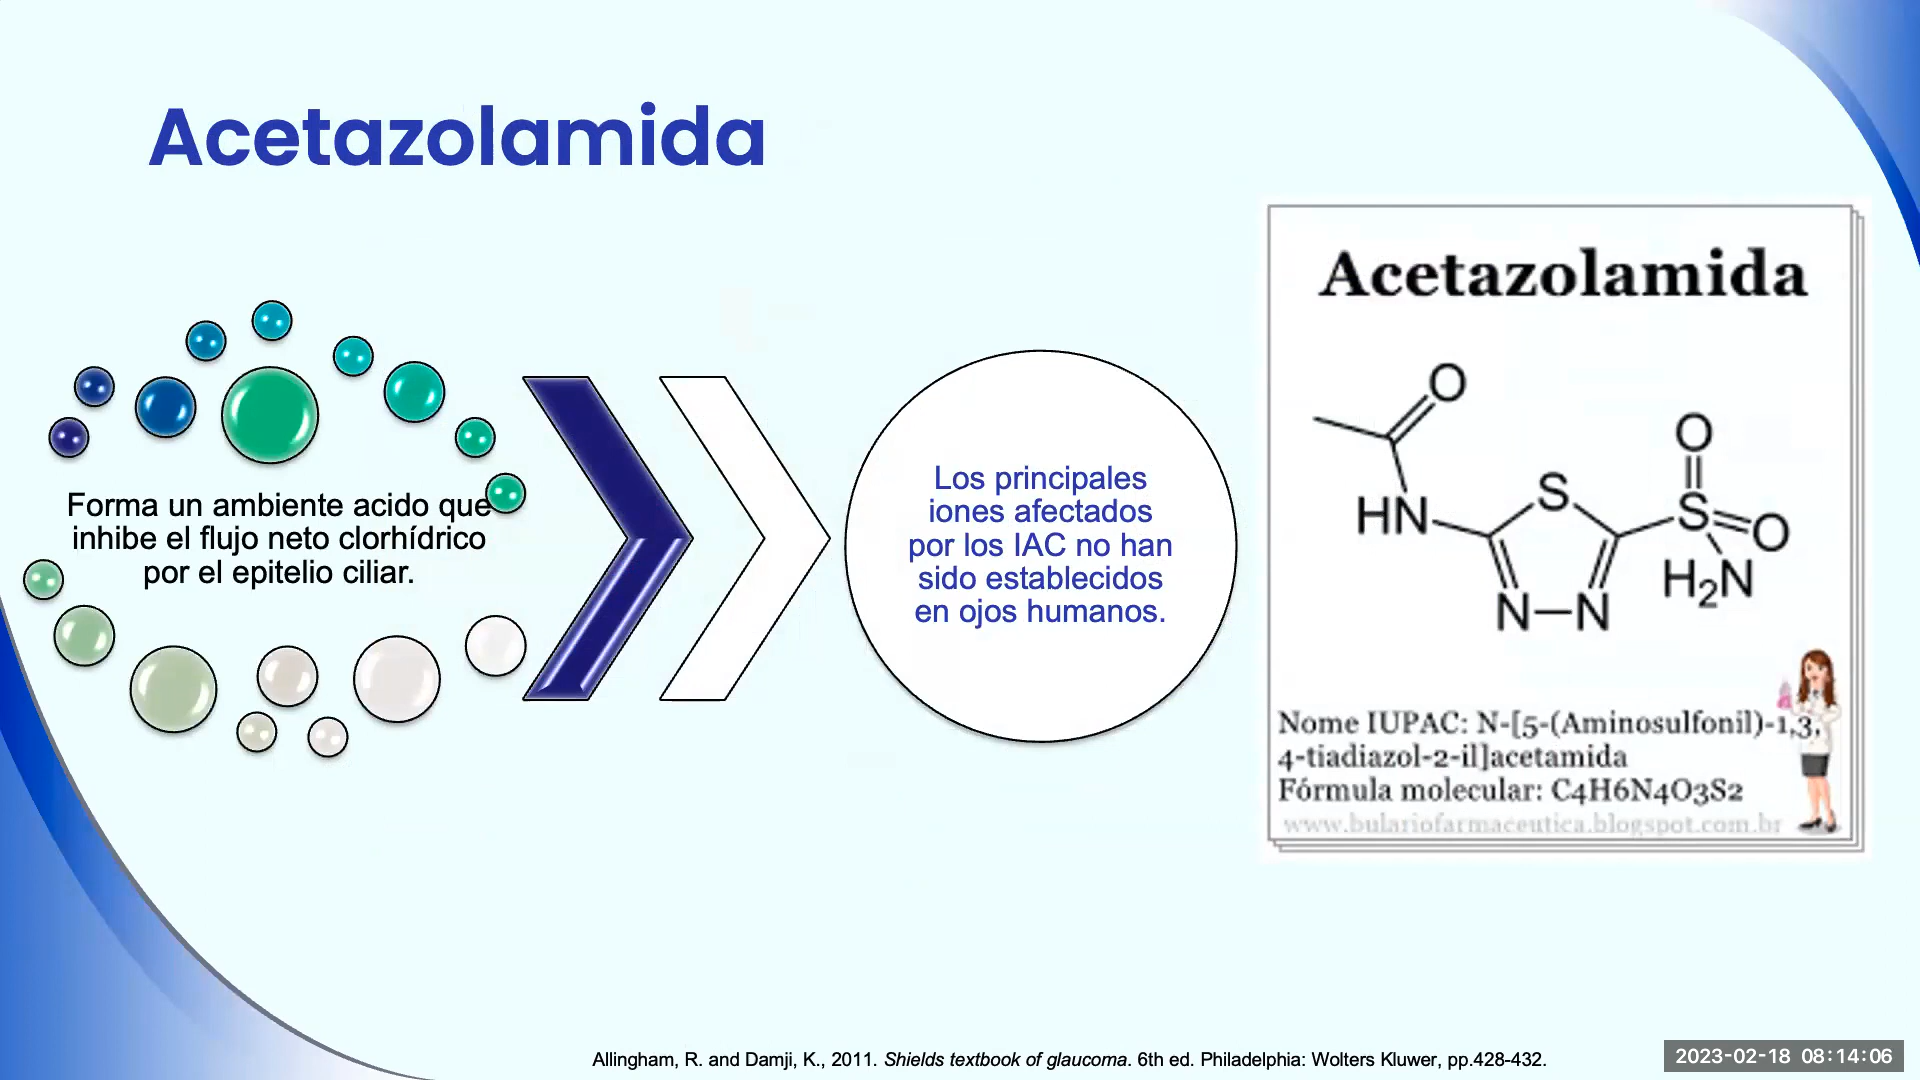 Acetazolamida
Forma un ambiente acido que
inhibe el flujo neto clorhídrico
por el epitelio ciliar.
Los principales
iones afectados
por los IAC no han
sido establecidos
en ojos humanos.
Acetazolamida
O
HN
S
O
S
O
H2N
N
N
Nome IUPAC: N-[5-(Aminosulfonil)-1,3,
4-tiadiazol-2-il]acetamida
Fórmula molecular: C4H6N4O3S2
www.bulariofarmaceutica.blogspot.com.br
Allingham, R. and Damji, K., 2011. Shields textbook of glaucoma. 6th ed. Philadelphia: Wolters Kluwer, pp.428-432.
2023-02-18 08:14:06